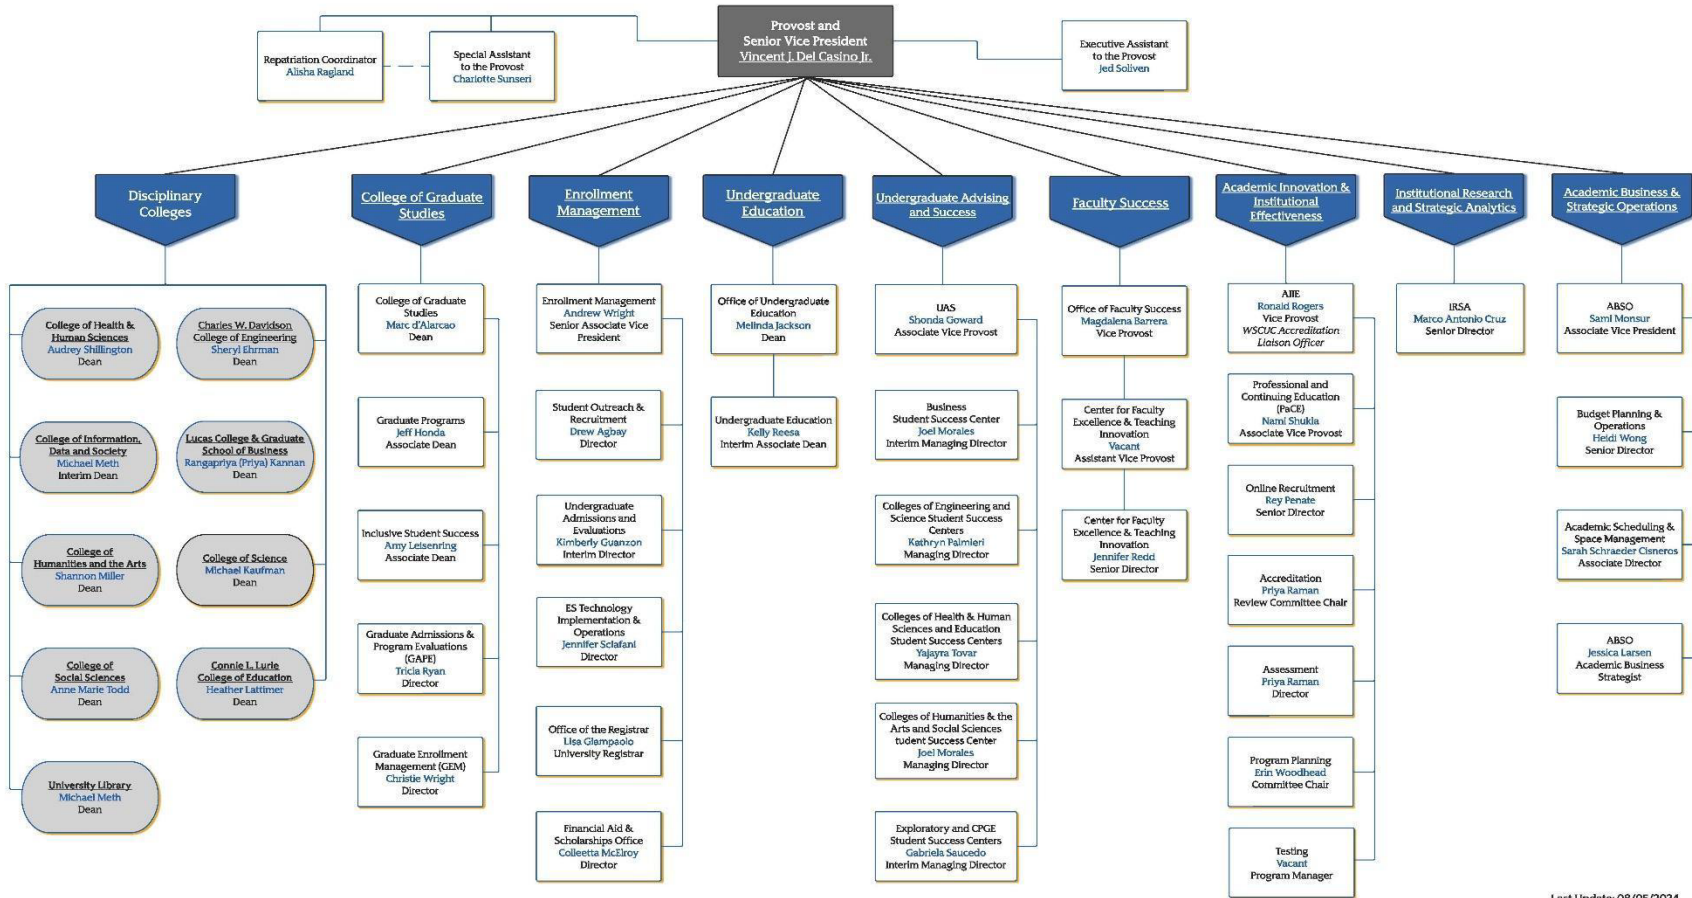 Provost and
Senior Vice President
Vincent J. Del Casino Jr.
Repatriation Coordinator
Alisha Ragland
Special Assistant
to the Provost
Charlotte Sunseri
Executive Assistant
to the Provost
Jed Soliven
Disciplinary
Colleges
College of Graduate
Studies
Enrollment
Management
Undergraduate
Education
Undergraduate Advising
and Success
Faculty Success
Academic Innovation &
Institutional
Effectiveness
Institutional Research
and Strategic Analytics
Academic Business &
Strategic Operations
College of Health &
Human Sciences
Audrey Shillington
Dean
Charles W. Davidson
College of Engineering
Sheryl Ehrman
Dean
College of Information,
Data and Society
Michael Meth
Interim Dean
Lucas College & Graduate
School of Business
Rangapriya (Priya) Kannan
Dean
College of
Humanities and the Arts
Shannon Miller
Dean
College of Science
Michael Kaufman
Dean
College of
Social Sciences
Anne Marie Todd
Dean
Connie L. Lurie
College of Education
Heather Lattimer
Dean
University Library
Michael Meth
Dean
College of Graduate
Studies
Marc d'Alarcao
Dean
Graduate Programs
Jeff Honda
Associate Dean
Inclusive Student Success
Amy Leisenring
Associate Dean
Graduate Admissions &
Program Evaluations
(GAPE)
Tricia Ryan
Director
Graduate Enrollment
Management (GEM)
Christie Wright
Director
Enrollment Management
Andrew Wright
Senior Associate Vice
President
Student Outreach &
Recruitment
Drew Agbay
Director
Undergraduate
Admissions and
Evaluations
Kimberly Guanzon
Interim Director
ES Technology
Implementation &
Operations
Jennifer Sclafani
Director
Office of the Registrar
Lisa Giampaolo
University Registrar
Financial Aid &
Scholarships Office
Colleetta McElroy
Director
Office of Undergraduate
Education
Melinda Jackson
Dean
Undergraduate Education
Kelly Reesa
Interim Associate Dean
UAS
Shonda Goward
Associate Vice Provost
Business
Student Success Center
Joel Morales
Interim Managing Director
Colleges of Engineering and
Science Student Success
Centers
Kathryn Palmieri
Managing Director
Colleges of Health & Human
Sciences and Education
Student Success Centers
Yajayra Tovar
Managing Director
Colleges of Humanities & the
Arts and Social Sciences
tudent Success Center
Joel Morales
Managing Director
Exploratory and CPGE
Student Success Centers
Gabriela Saucedo
Interim Managing Director
Office of Faculty Success
Magdalena Barrera
Vice Provost
Center for Faculty
Excellence & Teaching
Innovation
Vacant
Assistant Vice Provost
Center for Faculty
Excellence & Teaching
Innovation
Jennifer Redd
Senior Director
AIIE
Ronald Rogers
Vice Provost
WSCUC Accreditation
Liaison Officer
Professional and
Continuing Education
(PaCE)
Nami Shukla
Associate Vice Provost
Online Recruitment
Rey Penate
Senior Director
Accreditation
Priya Raman
Review Committee Chair
Assessment
Priya Raman
Director
Program Planning
Erin Woodhead
Committee Chair
Testing
Vacant
Program Manager
IRSA
Marco Antonio Cruz
Senior Director
ABSO
Sami Monsur
Associate Vice President
Budget Planning &
Operations
Heidi Wong
Senior Director
Academic Scheduling &
Space Management
Sarah Schraeder Cisneros
Associate Director
ABSO
Jessica Larsen
Academic Business
Strategist
Last Update: 08/05/2024